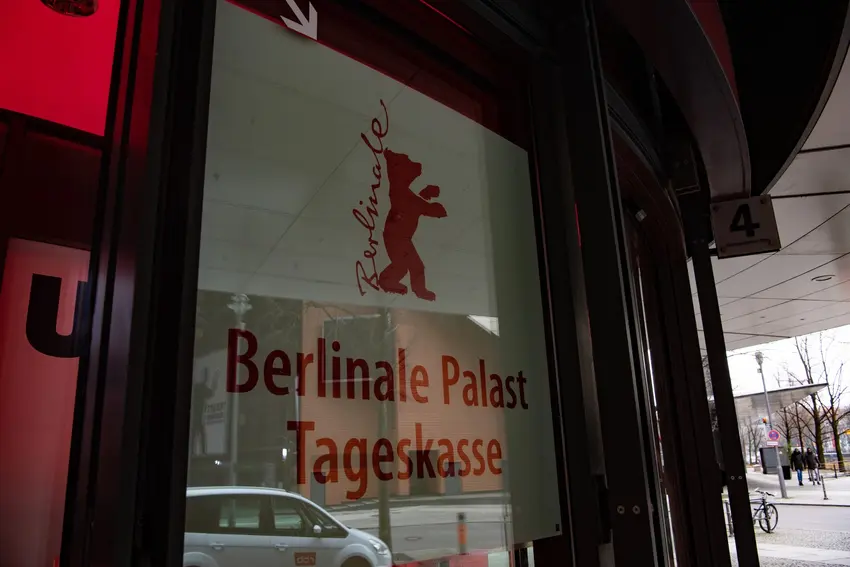 Berlinale
Berlinale Palast
Tageskasse
4
u